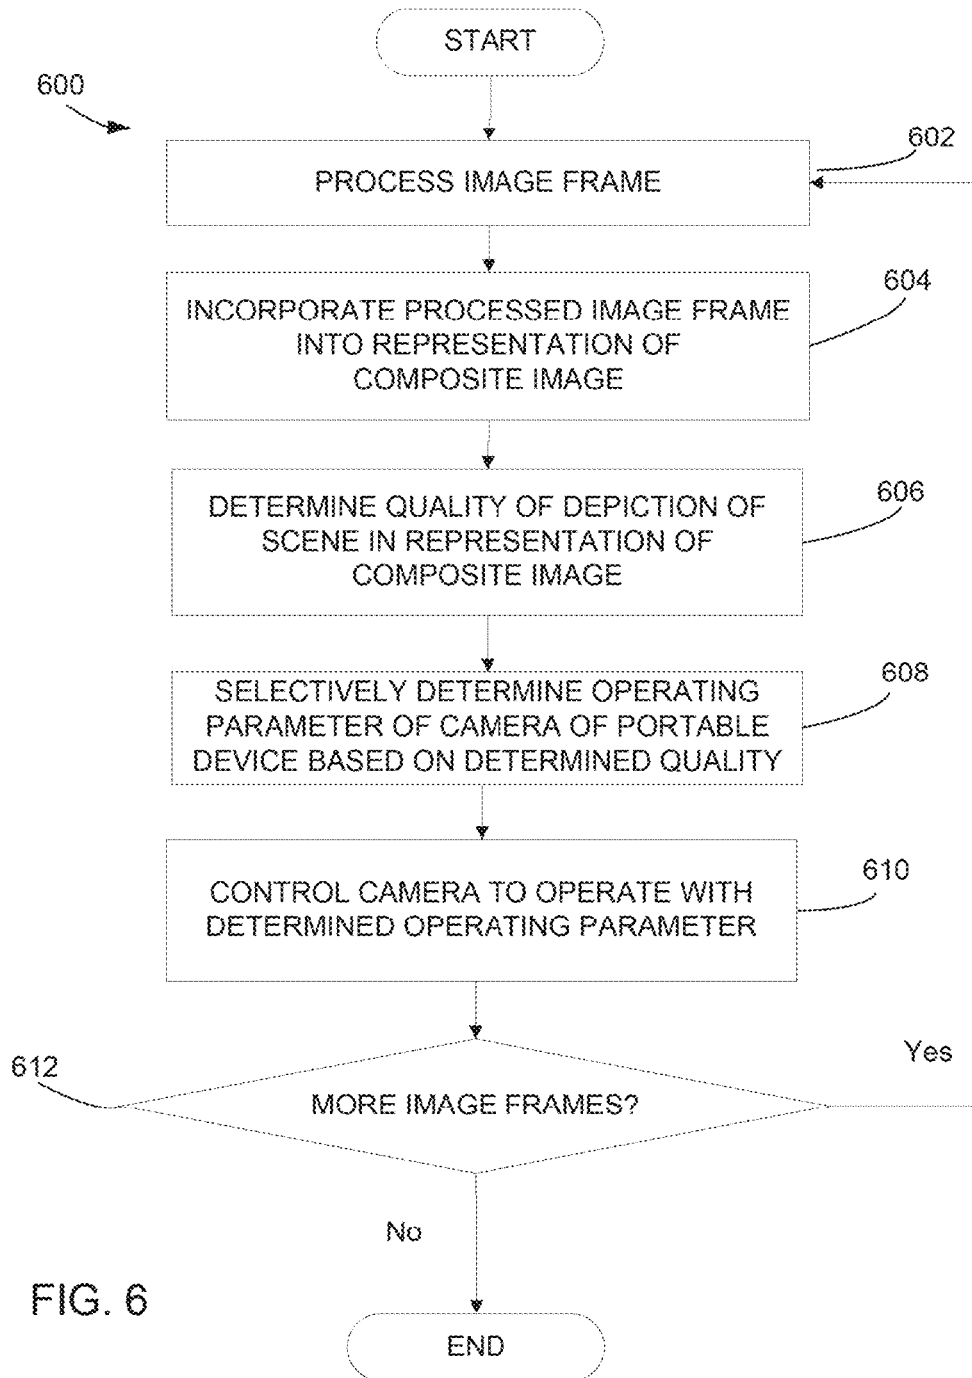 START
600
602
PROCESS IMAGE FRAME
604
INCORPORATE PROCESSED IMAGE FRAME
INTO REPRESENTATION OF
COMPOSITE IMAGE
606
DETERMINE QUALITY OF DEPICTION OF
SCENE IN REPRESENTATION OF
COMPOSITE IMAGE
608
SELECTIVELY DETERMINE OPERATING
PARAMETER OF CAMERA OF PORTABLE
DEVICE BASED ON DETERMINED QUALITY
610
CONTROL CAMERA TO OPERATE WITH
DETERMINED OPERATING PARAMETER
612
Yes
MORE IMAGE FRAMES?
No
FIG. 6
END